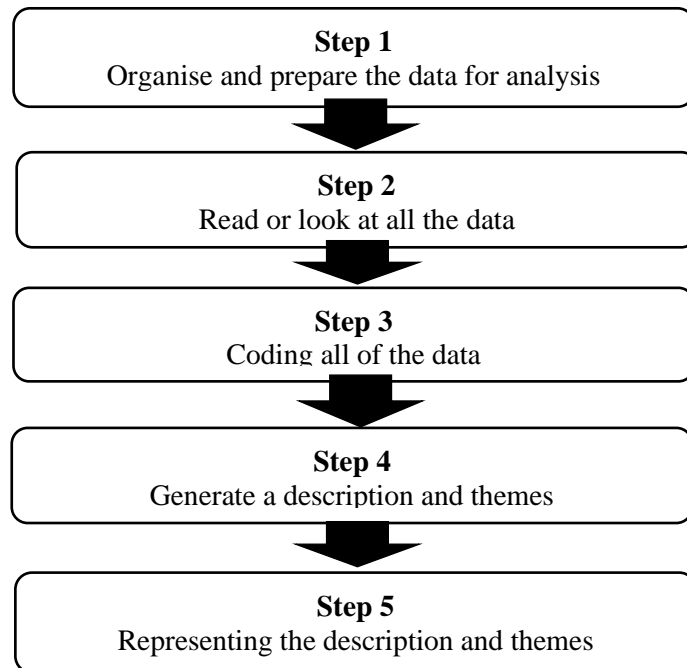 Step 1
Organise and prepare the data for analysis
Step 2
Read or look at all the data
Step 3
Coding all of the data
Step 4
Generate a description and themes
Step 5
Representing the description and themes